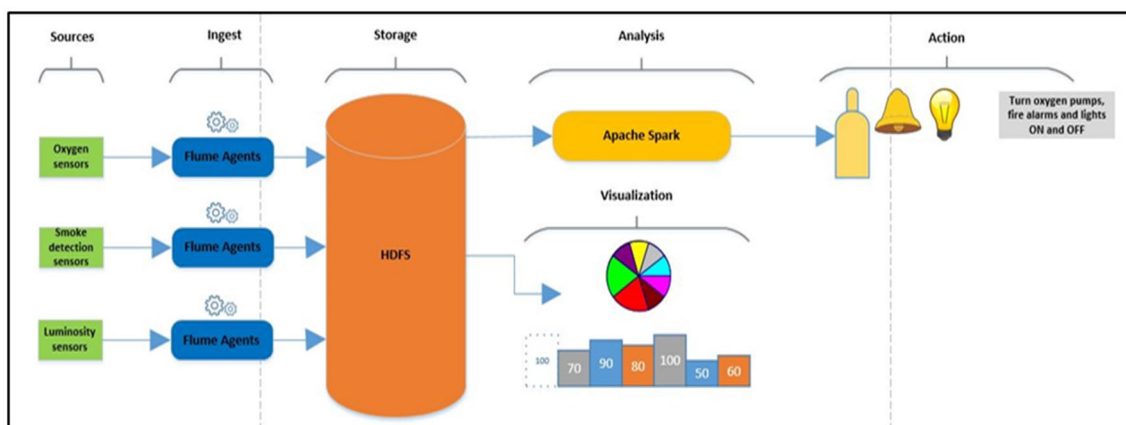 Sources
Ingest
Storage
Analysis
Action
Oxygen
sensors
Flume Agents
Apache Spark
Turn oxygen pumps,
fire alarms and lights
ON and OFF
Visualization
Smoke
detection
sensors
Flume Agents
HDFS
Luminosity
sensors
Flume Agents
100
70
90
80
100
50
60